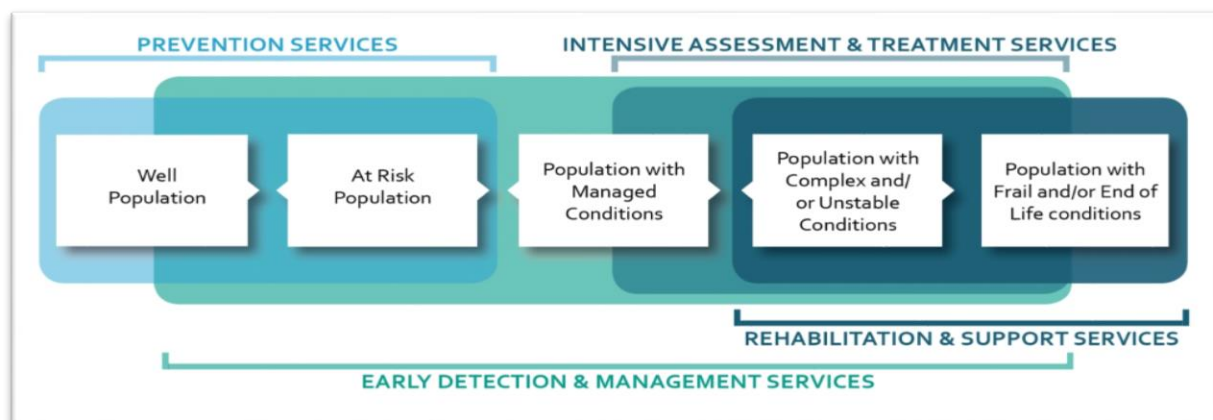 PREVENTION SERVICES
INTENSIVE ASSESSMENT & TREATMENT SERVICES
Well
Population
At Risk
Population
Population with
Managed
Conditions
Population with
Complex and/
or Unstable
Conditions
Population with
Frail and/or End of
Life conditions
REHABILITATION & SUPPORT SERVICES
EARLY DETECTION & MANAGEMENT SERVICES